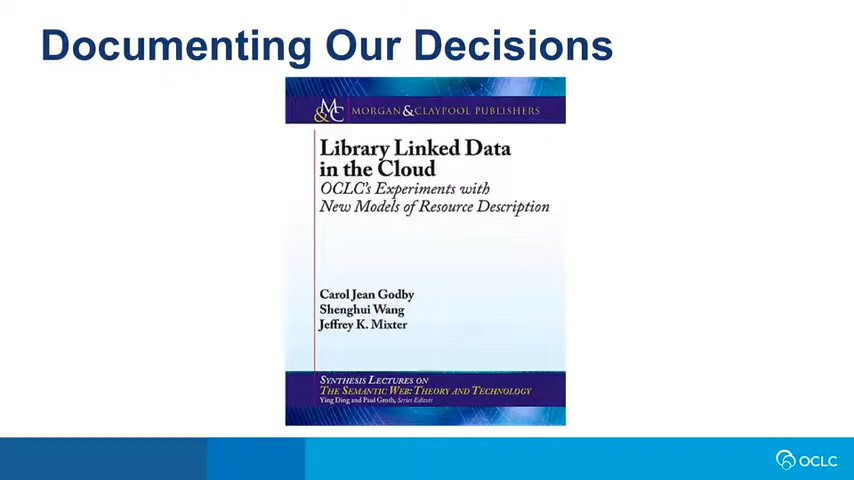 Documenting Our Decisions
M&C MORGAN & CLAYPOOL PUBLISHERS
Library Linked Data
in the Cloud
OCLC's Experiments with
New Models of Resource Description
Carol Jean Godby
Shenghui Wang
Jeffrey K. Mixter
SYNTHESIS LECTURES ON
THE SEMANTIC WEB: THEORY AND TECHNOLOGY
Ying Ding and Paul Groth, Series Editors
OCLC